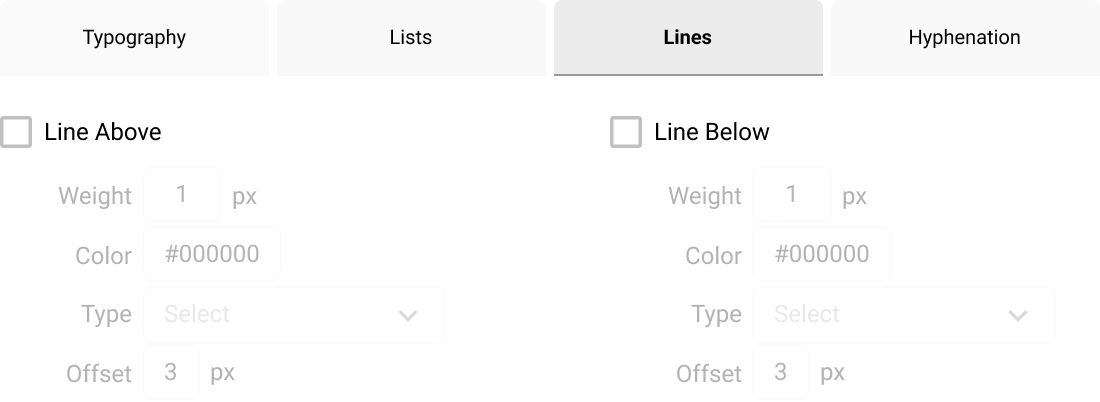 Typography Lists Lines Hyphenation
Line Above
Weight 1 px
Color #000000
Type Select
Offset 3 px
Line Below
Weight 1 px
Color #000000
Type Select
Offset 3 px